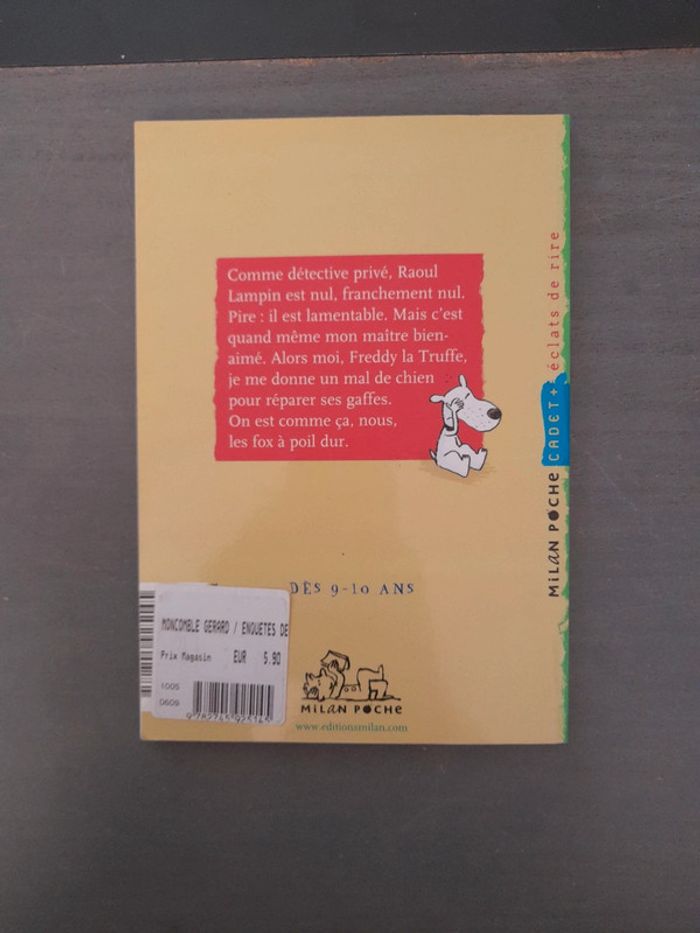 Comme détective privé, Raoul
Lampin est nul, franchement nul.
Pire : il est lamentable. Mais c'est
quand même mon maître bien-
aimé. Alors moi, Freddy la Truffe,
je me donne un mal de chien
pour réparer ses gaffes.
On est comme ça, nous,
les fox à poil dur.
MiLAN POCHe CADET+ éclats de rire
DÈS 9-10 ANS
MONCOMBLE GERARD / ENQUETES DE
Prix Magasin EUR 5.90
1005
0609
MiLAN POCHe
www.editionsmilan.com